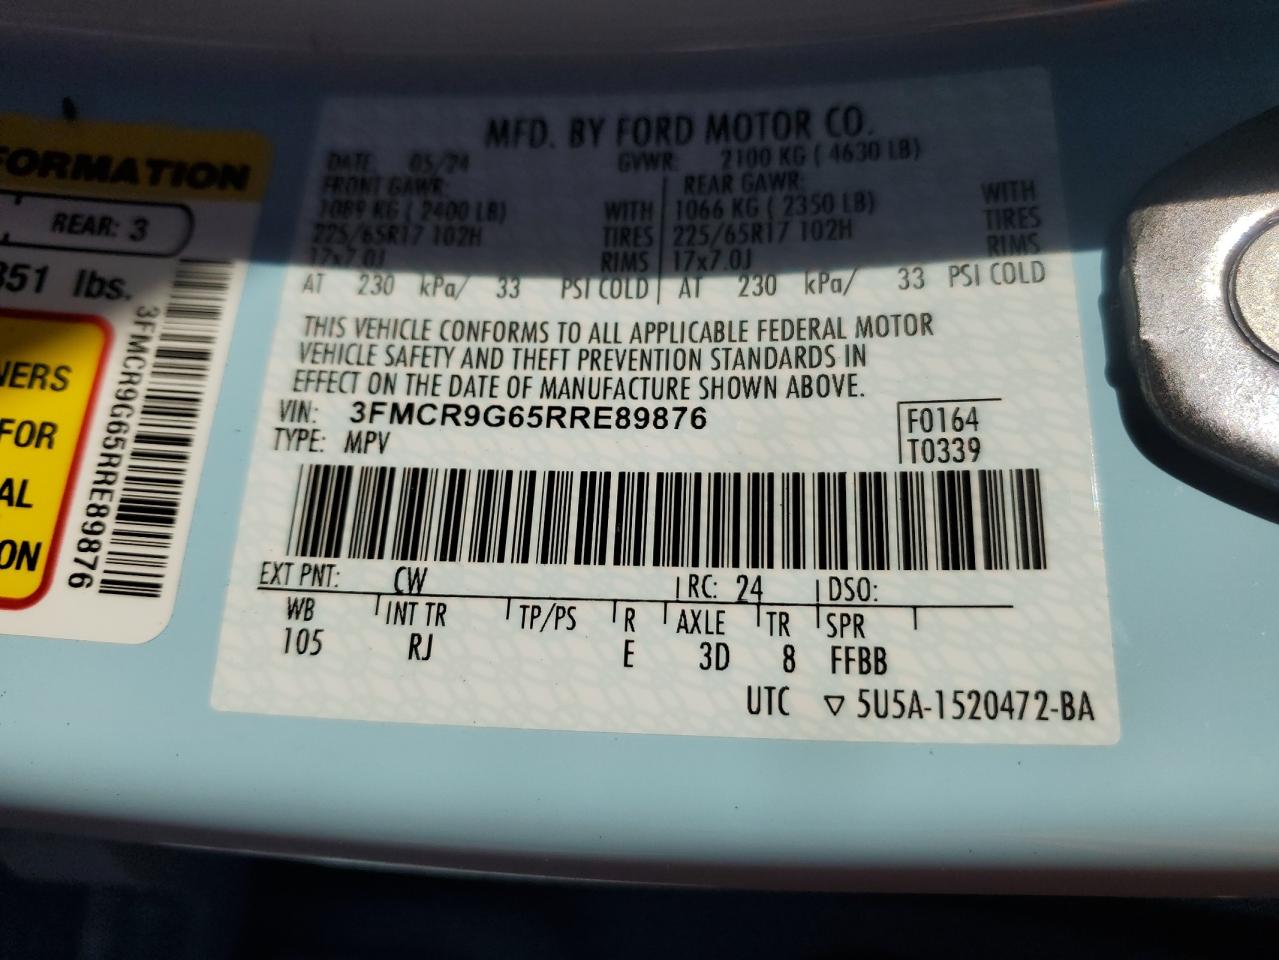 FORMATION
REAR: 3
351 lbs.
NERS
FOR
AL
ON
3FMCR9G65RRE89876
MFD. BY FORD MOTOR CO.
DATE: 05/24 GVWR: 2100 KG ( 4630 LB)
FRONT GAWR: REAR GAWR:
1089 KG ( 2400 LB) WITH 1066 KG ( 2350 LB) WITH
225/65R17 102H TIRES 225/65R17 102H TIRES
17x7.0J RIMS 17x7.0J RIMS
AT 230 kPa/ 33 PSI COLD AT 230 kPa/ 33 PSI COLD
THIS VEHICLE CONFORMS TO ALL APPLICABLE FEDERAL MOTOR
VEHICLE SAFETY AND THEFT PREVENTION STANDARDS IN
EFFECT ON THE DATE OF MANUFACTURE SHOWN ABOVE.
VIN: 3FMCR9G65RRE89876 F0164
TYPE: MPV T0339
EXT PNT: CW RC: 24 DSO:
WB INT TR TP/PS R AXLE TR SPR
105 RJ E 3D 8 FFBB
UTC ▽ 5U5A-1520472-BA